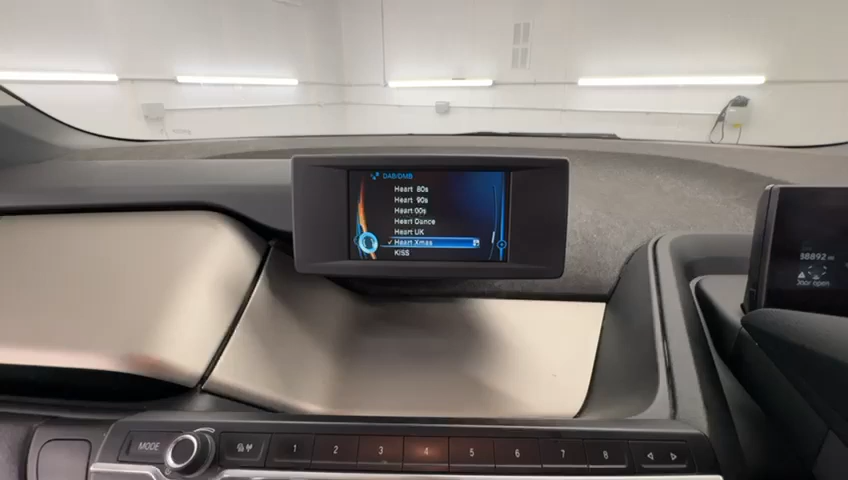 DAB/DMB
Heart 80s
Heart 90s
Heart 00s
Heart Dance
Heart UK
✓ Heart Xmas
KISS
58892
Door open
MODE
1 2 3 4 5 6 7 8